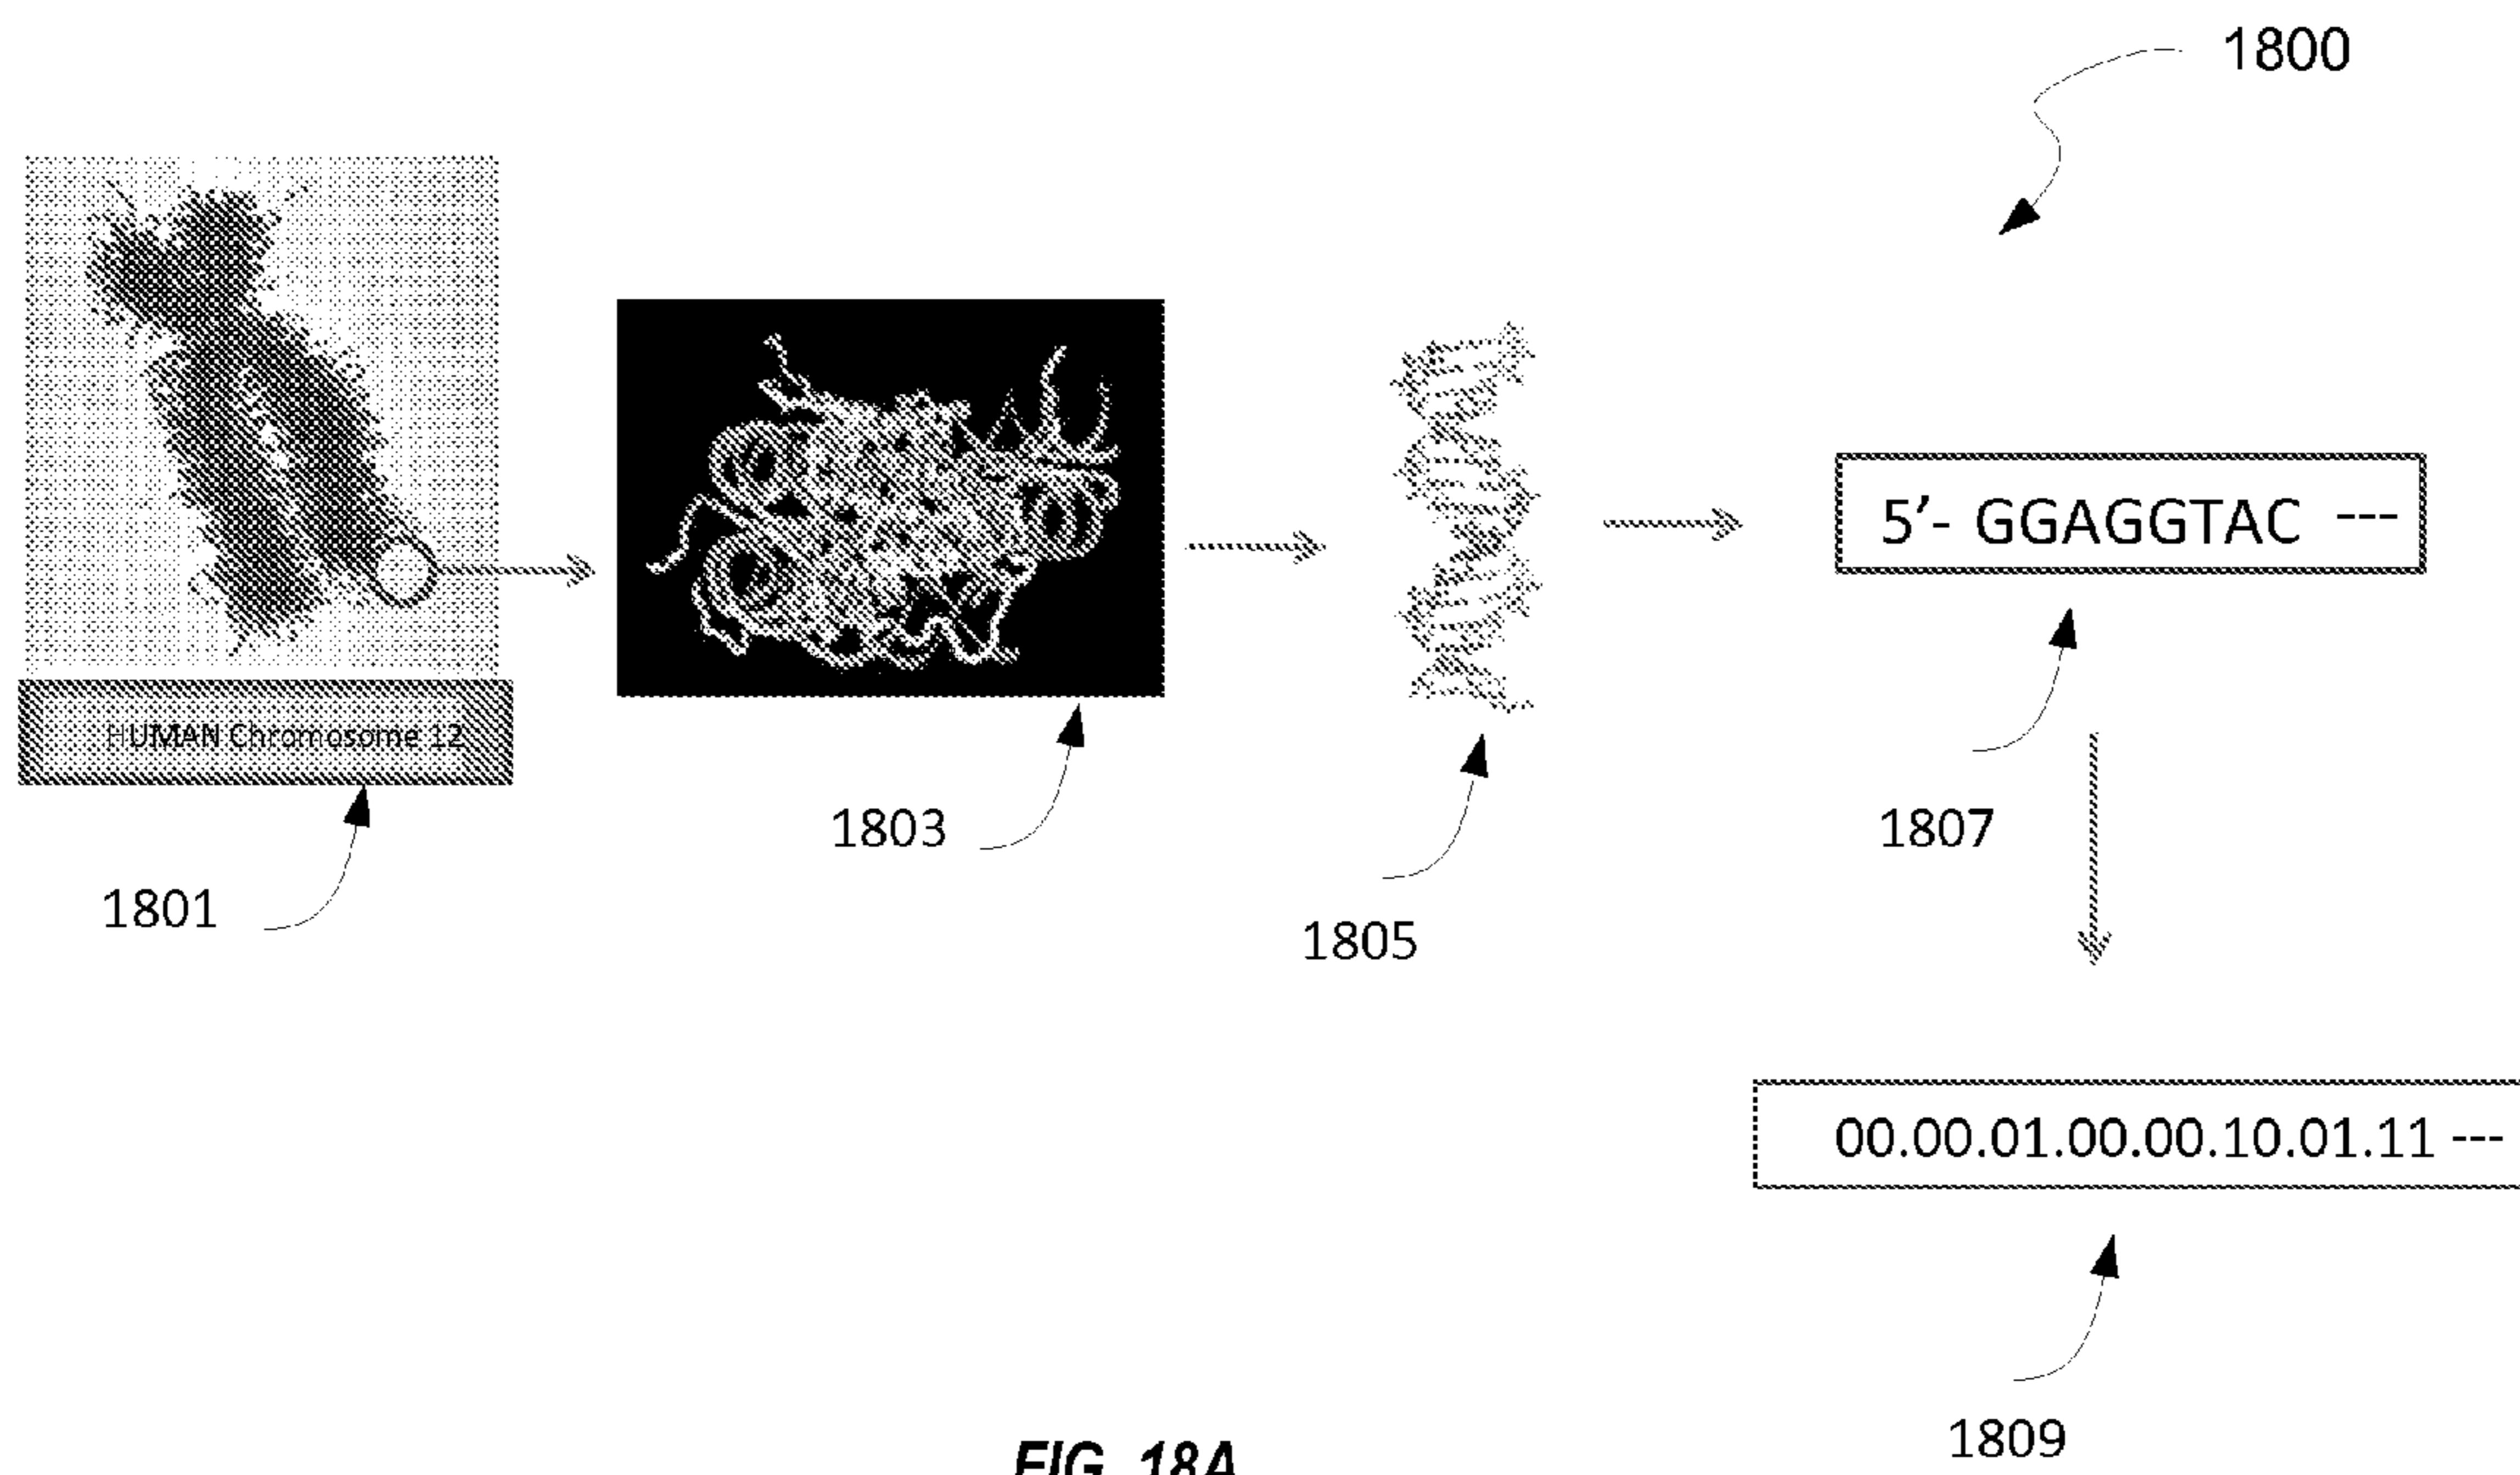 1800
5’- GGAGGTAC ---
HUMAN Chromosome 12
1803
1807
1801
1805
00.00.01.00.00.10.01.11 ---
1809
FIG. 18A